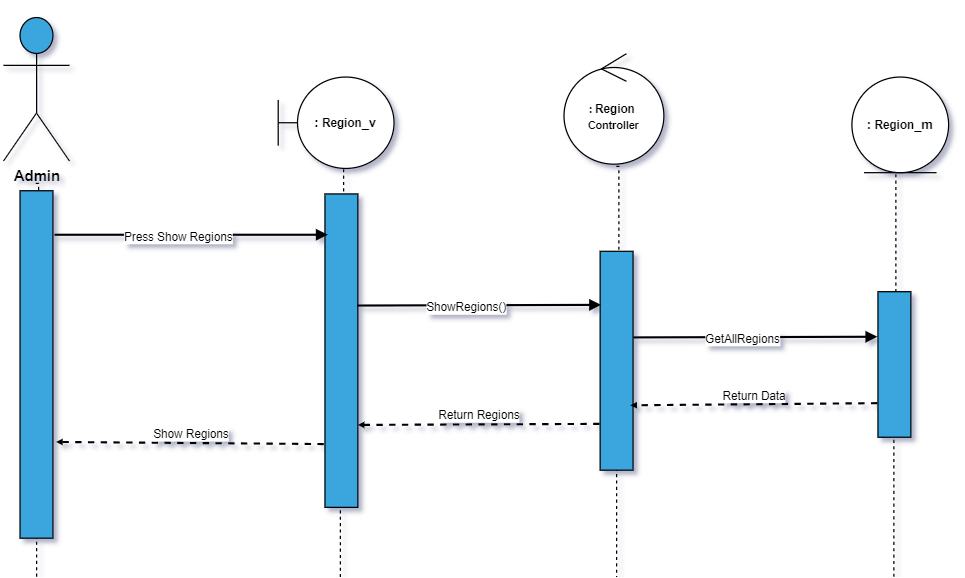 : Region_v
: Region
Controller
: Region_m
Admin
Press Show Regions
ShowRegions()
GetAllRegions
Return Data
Return Regions
Show Regions